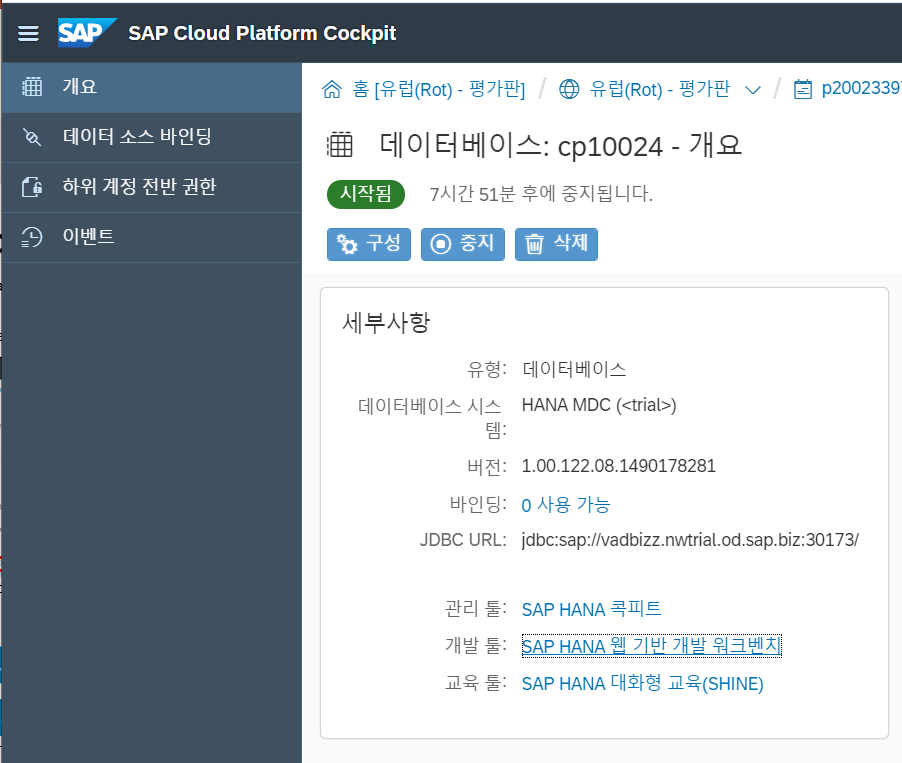 SAP SAP Cloud Platform Cockpit
개요
데이터 소스 바인딩
하위 계정 전반 권한
이벤트
홈 [유럽(Rot) - 평가판] / 유럽(Rot) - 평가판 / p2002339
데이터베이스: cp10024 - 개요
시작됨 7시간 51분 후에 중지됩니다.
구성 중지 삭제
세부사항
유형: 데이터베이스
데이터베이스 시스 HANA MDC (<trial>)
템:
버전: 1.00.122.08.1490178281
바인딩: 0 사용 가능
JDBC URL: jdbc:sap://vadbizz.nwtrial.od.sap.biz:30173/
관리 툴: SAP HANA 콕피트
개발 툴: SAP HANA 웹 기반 개발 워크벤치
교육 툴: SAP HANA 대화형 교육(SHINE)